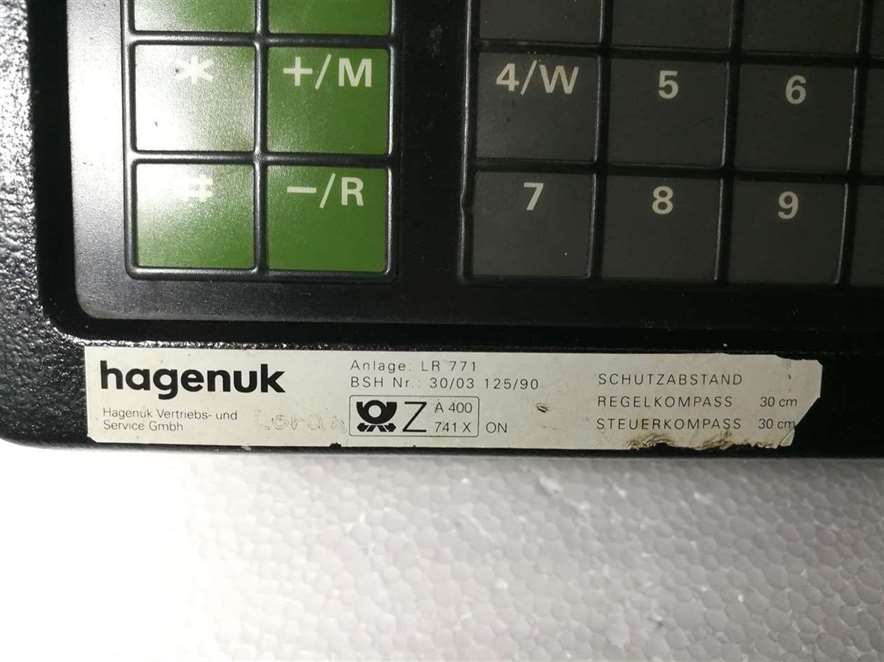 * +/M 4/W 5 6
# -/R 7 8 9
hagenuk
Hagenuk Vertriebs- und
Service Gmbh
Anlage: LR 771
BSH Nr.: 30/03 125/90
Z A 400
741 X ON
SCHUTZABSTAND
REGELKOMPASS 30 cm
STEUERKOMPASS 30 cm